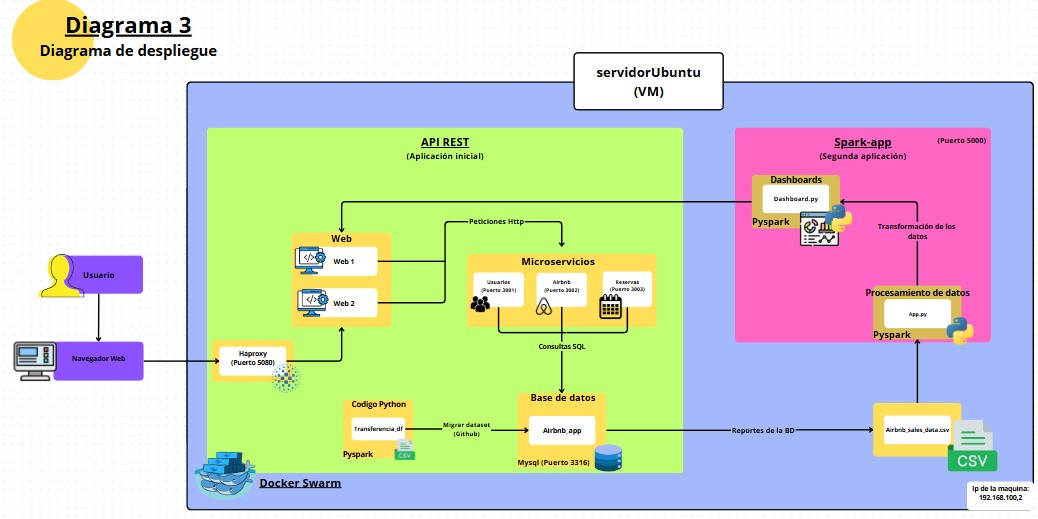 Diagrama 3
Diagrama de despliegue
servidorUbuntu
(VM)
API REST
(Aplicación inicial)
Spark-app
(Segunda aplicación)
(Puerto 5000)
Dashboards
Dashboard.py
Pyspark
Transformación de los
datos
Peticiones Http
Web
Web 1
Web 2
Microservicios
Usuarios
(Puerto 3001)
Airbnb
(Puerto 3002)
Reservas
(Puerto 3003)
Usuario
Navegador Web
Haproxy
(Puerto 5080)
Procesamiento de datos
App.py
Pyspark
Consultas SQL
Codigo Python
Transferencia_df
Pyspark
CSV
Migrar dataset
(Github)
Base de datos
Airbnb_app
Mysql (Puerto 3316)
Reportes de la BD
Airbnb_sales_data.csv
CSV
Docker Swarm
Ip de la maquina:
192.168.100,2